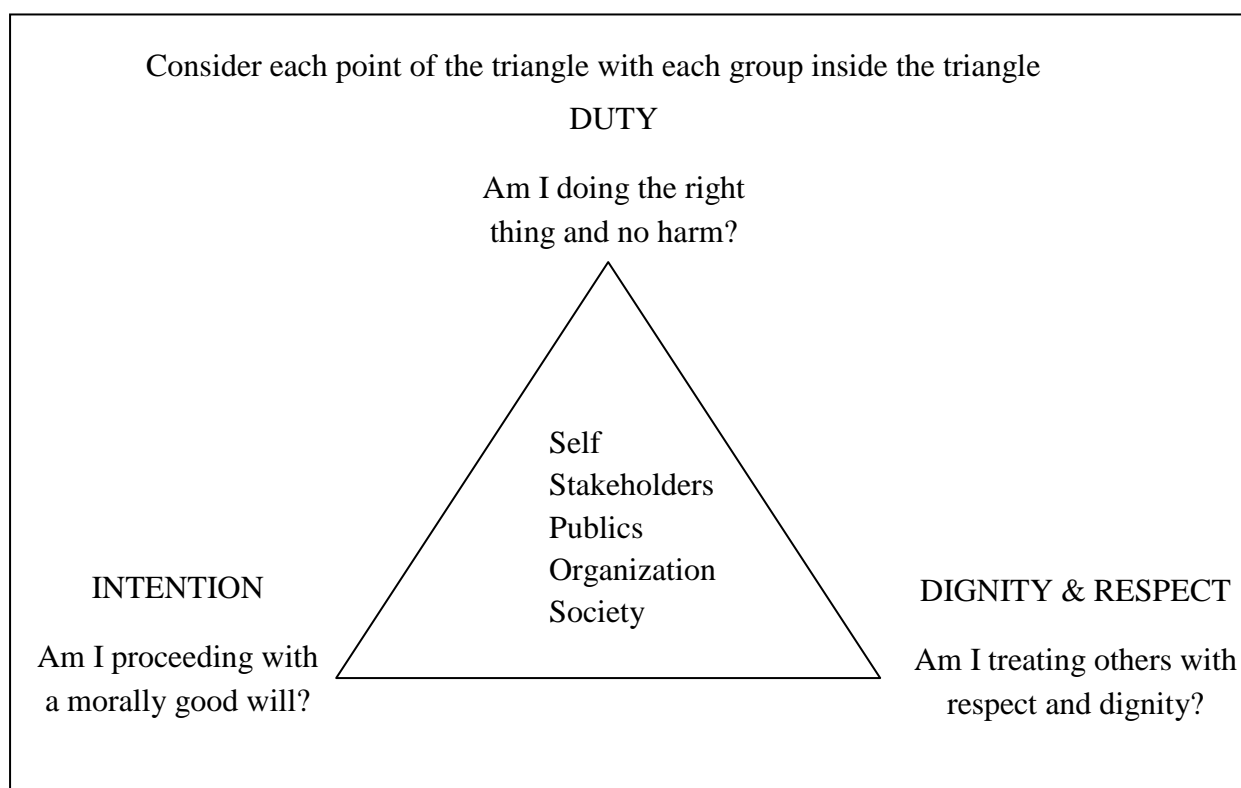 Consider each point of the triangle with each group inside the triangle
DUTY
Am I doing the right
thing and no harm?
Self
Stakeholders
Publics
Organization
Society
INTENTION
Am I proceeding with
a morally good will?
DIGNITY & RESPECT
Am I treating others with
respect and dignity?